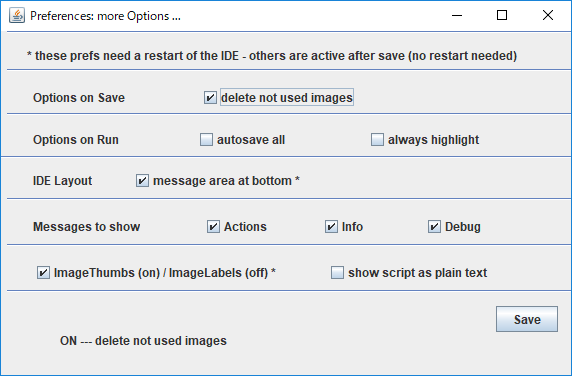 Preferences: more Options ...
* these prefs need a restart of the IDE - others are active after save (no restart needed)
Options on Save delete not used images
Options on Run autosave all always highlight
IDE Layout message area at bottom *
Messages to show Actions Info Debug
ImageThumbs (on) / ImageLabels (off) * show script as plain text
Save
ON --- delete not used images